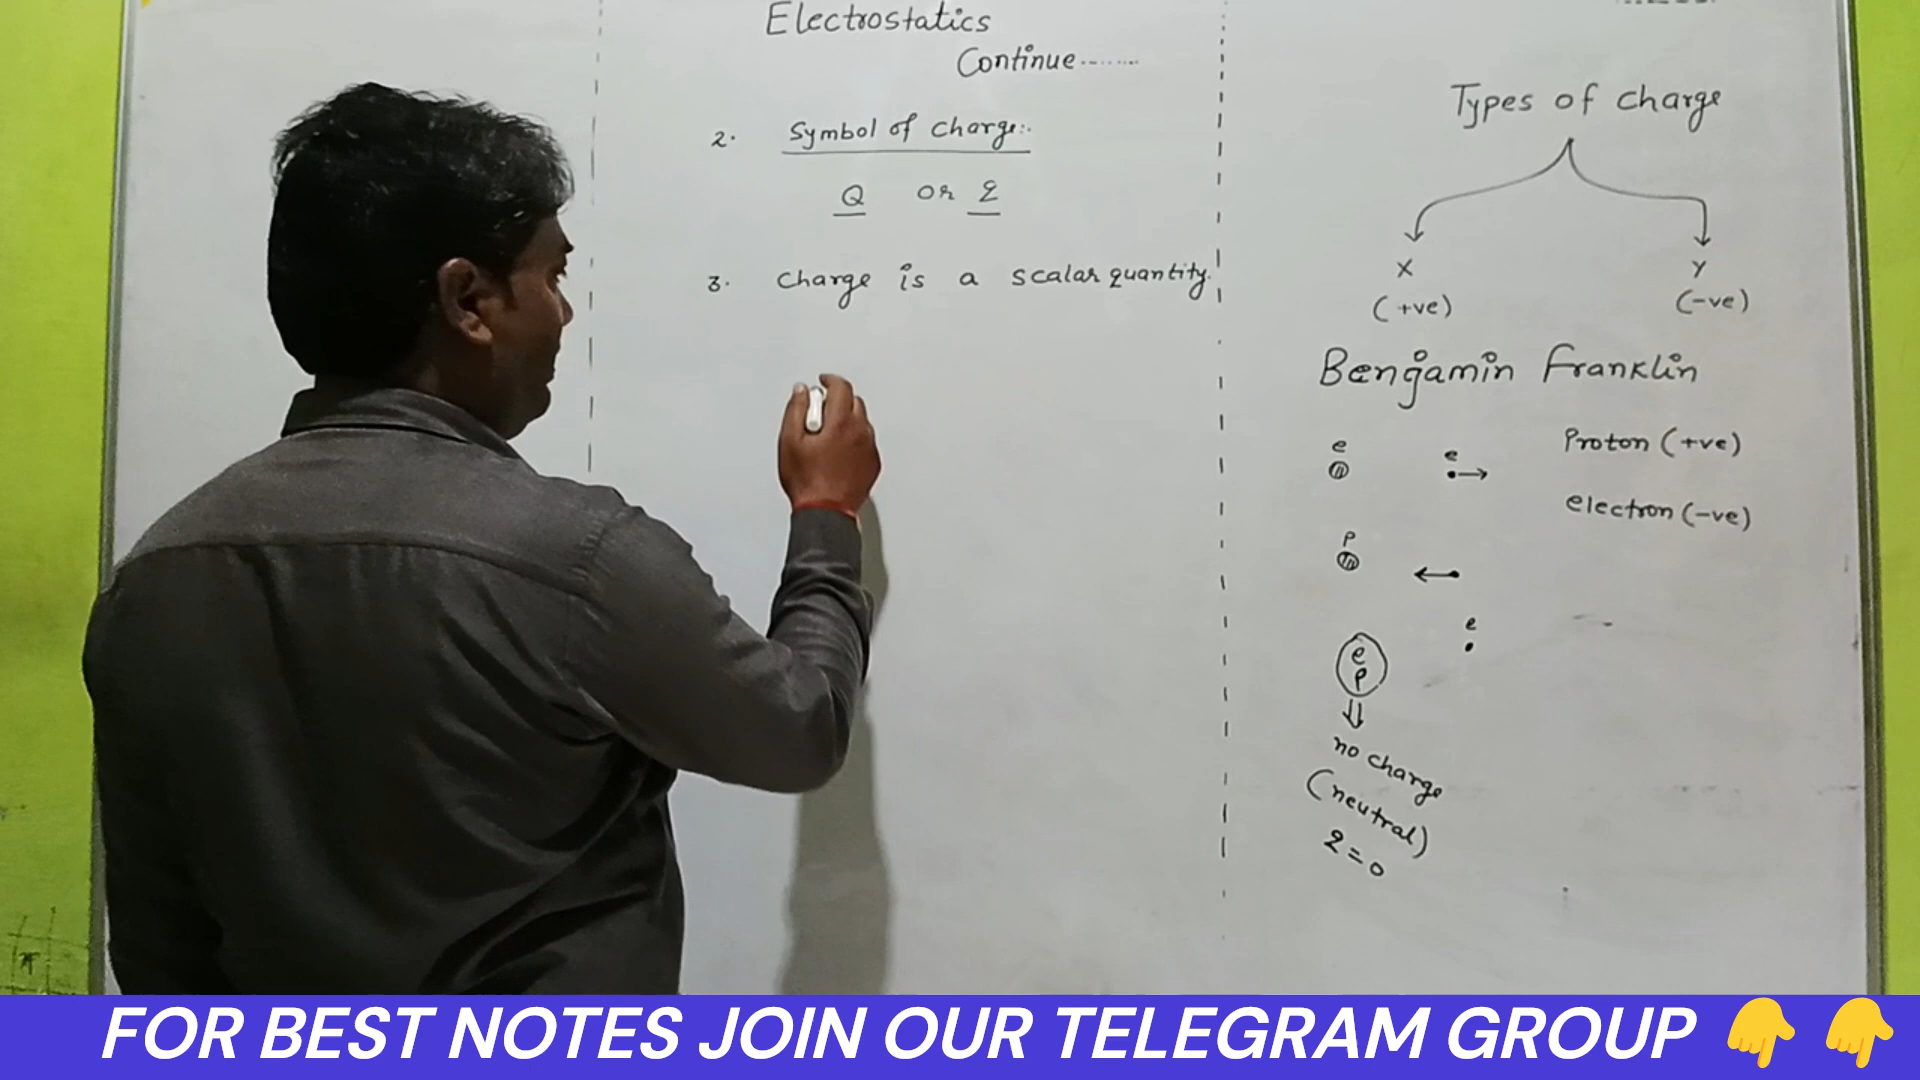 Electrostatics
Continue........
2. Symbol of charge:-
Q or q
3. Charge is a scalar quantity.
Types of charge
X Y
(+ve) (-ve)
Bengamin Franklin
e e Proton (+ve)
electron (-ve)
P
e
e
P
no charge
(neutral)
q=0
FOR BEST NOTES JOIN OUR TELEGRAM GROUP 👇 👇